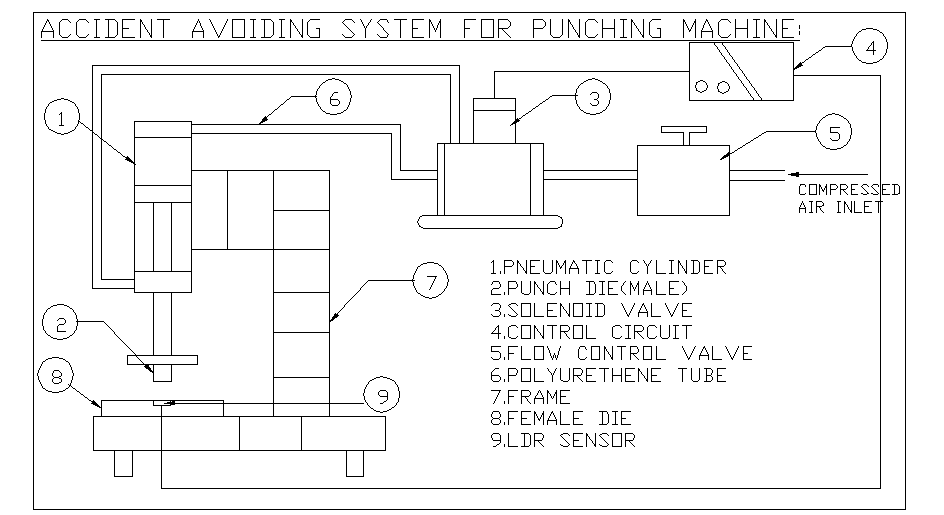 ACCIDENT AVOIDING SYSTEM FOR PUNCHING MACHINE:
4
6
3
1
5
COMPRESSED
AIR INLET
1.PNEUMATIC CYLINDER
7
2.PUNCH DIE(MALE)
3.SOLENOID VALVE
2
4.CONTROL CIRCUIT
5.FLOW CONTROL VALVE
8
6.POLYURETHENE TUBE
9
7.FRAME
8.FEMALE DIE
9.LDR SENSOR